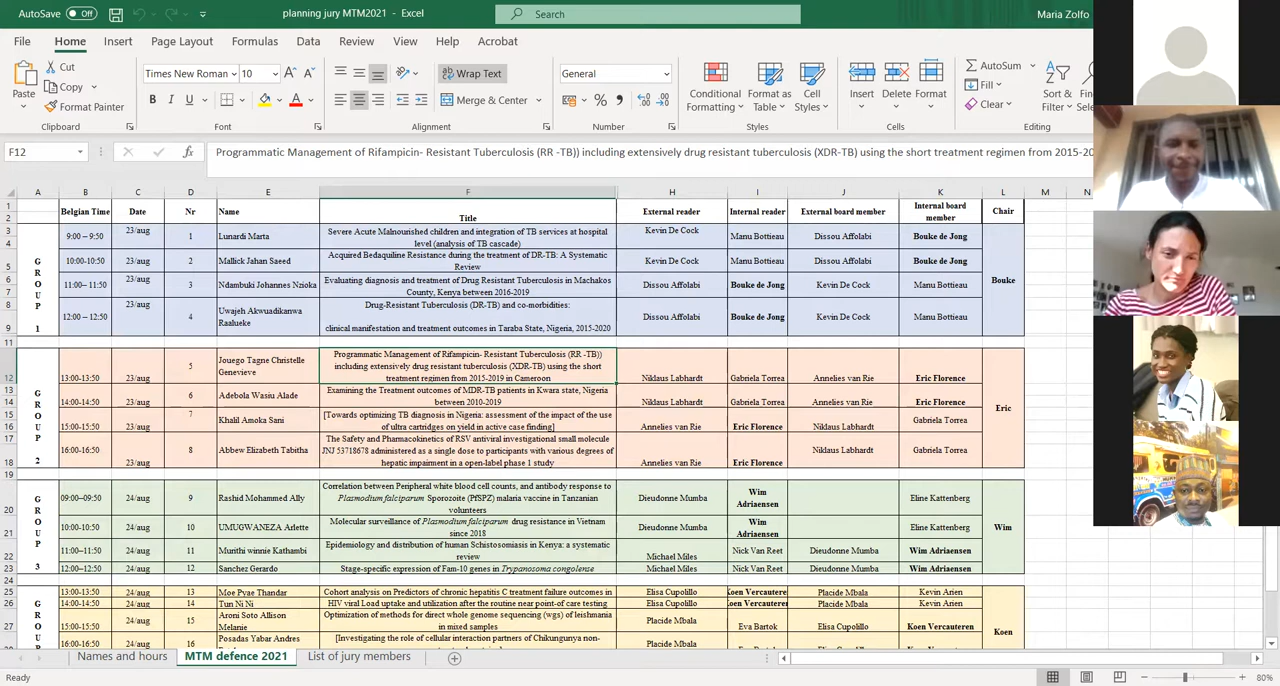 AutoSave Off planning jury MTM2021 - Excel Search Maria Zolfo
File Home Insert Page Layout Formulas Data Review View Help Acrobat
Paste Cut Copy Format Painter Clipboard
Times New Roman 10 B I U A Font
Wrap Text Merge & Center Alignment
General % Number
Conditional Formatting Format as Table Cell Styles Styles
Insert Delete Format Cells
AutoSum Fill Clear Sort & Filter Editing
F12 fx Programmatic Management of Rifampicin- Resistant Tuberculosis (RR -TB)) including extensively drug resistant tuberculosis (XDR-TB) using the short treatment regimen from 2015-20
A B C D E F H I J K L M N
Belgian Time Date Nr Name Title External reader Internal reader External board member Internal board member Chair
GROUP 1
9:00 – 9:50 23/aug 1 Lunardi Marta Severe Acute Malnourished children and integration of TB services at hospital level (analysis of TB cascade) Kevin De Cock Manu Bottieau Dissou Affolabi Bouke de Jong
10:00-10:50 23/aug 2 Mallick Jahan Saeed Acquired Bedaquiline Resistance during the treatment of DR-TB: A Systematic Review Kevin De Cock Manu Bottieau Dissou Affolabi Bouke de Jong
Bouke
11:00– 11:50 23/aug 3 Ndambuki Johannes Nzioka Evaluating diagnosis and treatment of Drug Resistant Tuberculosis in Machakos County, Kenya between 2016-2019 Dissou Affolabi Bouke de Jong Kevin De Cock Manu Bottieau
12:00 – 12:50 23/aug 4 Uwajeh Akwuadikanwa Raalueke Drug-Resistant Tuberculosis (DR-TB) and co-morbidities: clinical manifestation and treatment outcomes in Taraba State, Nigeria, 2015-2020 Dissou Affolabi Bouke de Jong Kevin De Cock Manu Bottieau
GROUP 2
13:00-13:50 23/aug 5 Jouego Tagne Christelle Genevieve Programmatic Management of Rifampicin- Resistant Tuberculosis (RR -TB)) including extensively drug resistant tuberculosis (XDR-TB) using the short treatment regimen from 2015-2019 in Cameroon Niklaus Labhardt Gabriela Torrea Annelies van Rie Eric Florence
14:00-14:50 23/aug 6 Adebola Wasiu Alade Examining the Treatment outcomes of MDR-TB patients in Kwara state, Nigeria between 2010-2019 Niklaus Labhardt Gabriela Torrea Annelies van Rie Eric Florence
Eric
15:00-15:50 23/aug 7 Khalil Amoka Sani [Towards optimizing TB diagnosis in Nigeria: assessment of the impact of the use of ultra cartridges on yield in active case finding] Annelies van Rie Eric Florence Niklaus Labhardt Gabriela Torrea
16:00-16:50 23/aug 8 Abbew Elizabeth Tabitha The Safety and Pharmacokinetics of RSV antiviral investigational small molecule JNJ 53718678 administered as a single dose to participants with various degrees of hepatic impairment in a open-label phase 1 study Annelies van Rie Eric Florence Niklaus Labhardt Gabriela Torrea
GROUP 3
09:00–09:50 24/aug 9 Rashid Mohammed Ally Correlation between Peripheral white blood cell counts, and antibody response to Plasmodium falciparum Sporozoite (PfSPZ) malaria vaccine in Tanzanian volunteers Dieudonne Mumba Wim Adriaensen Eline Kattenberg
10:00-10:50 24/aug 10 UMUGWANEZA Arlette Molecular surveillance of Plasmodium falciparum drug resistance in Vietnam since 2018 Dieudonne Mumba Wim Adriaensen Eline Kattenberg
Wim
11:00–11:50 24/aug 11 Murithi winnie Kathambi Epidemiology and distribution of human Schistosomiasis in Kenya: a systematic review Michael Miles Nick Van Reet Dieudonne Mumba Wim Adriaensen
12:00–12:50 24/aug 12 Sanchez Gerardo Stage-specific expression of Fam-10 genes in Trypanosoma congolense Michael Miles Nick Van Reet Dieudonne Mumba Wim Adriaensen
GROUP
13:00-13:50 24/aug 13 Moe Pyae Thandar Cohort analysis on Predictors of chronic hepatitis C treatment failure outcomes in Elisa Cupolillo Koen Vercauteren Placide Mbala Kevin Arien
14:00-14:50 24/aug 14 Tun Ni Ni HIV viral Load uptake and utilization after the routine near point-of care testing Elisa Cupolillo Koen Vercauteren Placide Mbala Kevin Arien
15:00-15:50 24/aug 15 Aroni Soto Allison Melanie Optimization of methods for direct whole genome sequencing (wgs) of leishmania in mixed samples Placide Mbala Eva Bartok Elisa Cupolillo Koen Vercauteren
Koen
16:00-16:50 24/aug 16 Posadas Yabar Andres [Investigating the role of cellular interaction partners of Chikungunya non- Placide Mbala
Names and hours MTM defence 2021 List of jury members
Ready 80%